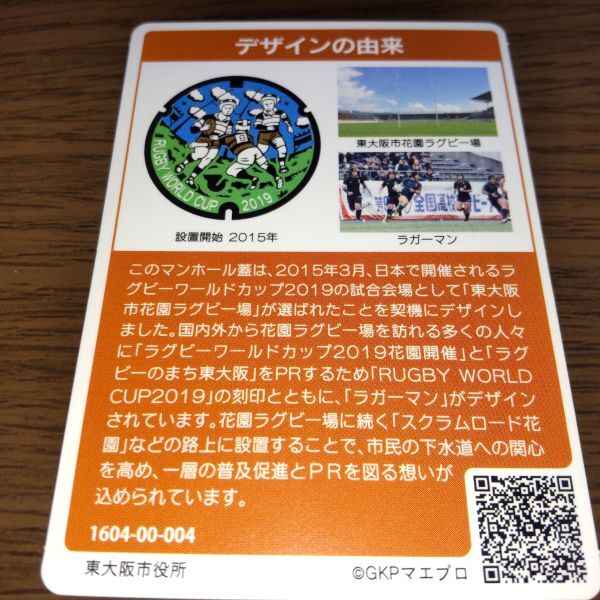 デザインの由来
RUGBY WORLD CUP 2019
東大阪市花園ラグビー場
全国高校
設置開始 2015年
ラガーマン
このマンホール蓋は、2015年3月、日本で開催されるラ
グビーワールドカップ2019の試合会場として「東大阪
市花園ラグビー場」が選ばれたことを契機にデザインし
ました。国内外から花園ラグビー場を訪れる多くの人々
に「ラグビーワールドカップ2019花園開催」と「ラグ
ビーのまち東大阪」をPRするため「RUGBY WORLD
CUP2019」の刻印とともに、「ラガーマン」がデザイン
されています。花園ラグビー場に続く「スクラムロード花
園」などの路上に設置することで、市民の下水道への関心
を高め、一層の普及促進とPRを図る想いが
込められています。
1604-00-004
東大阪市役所
©GKPマエプロ